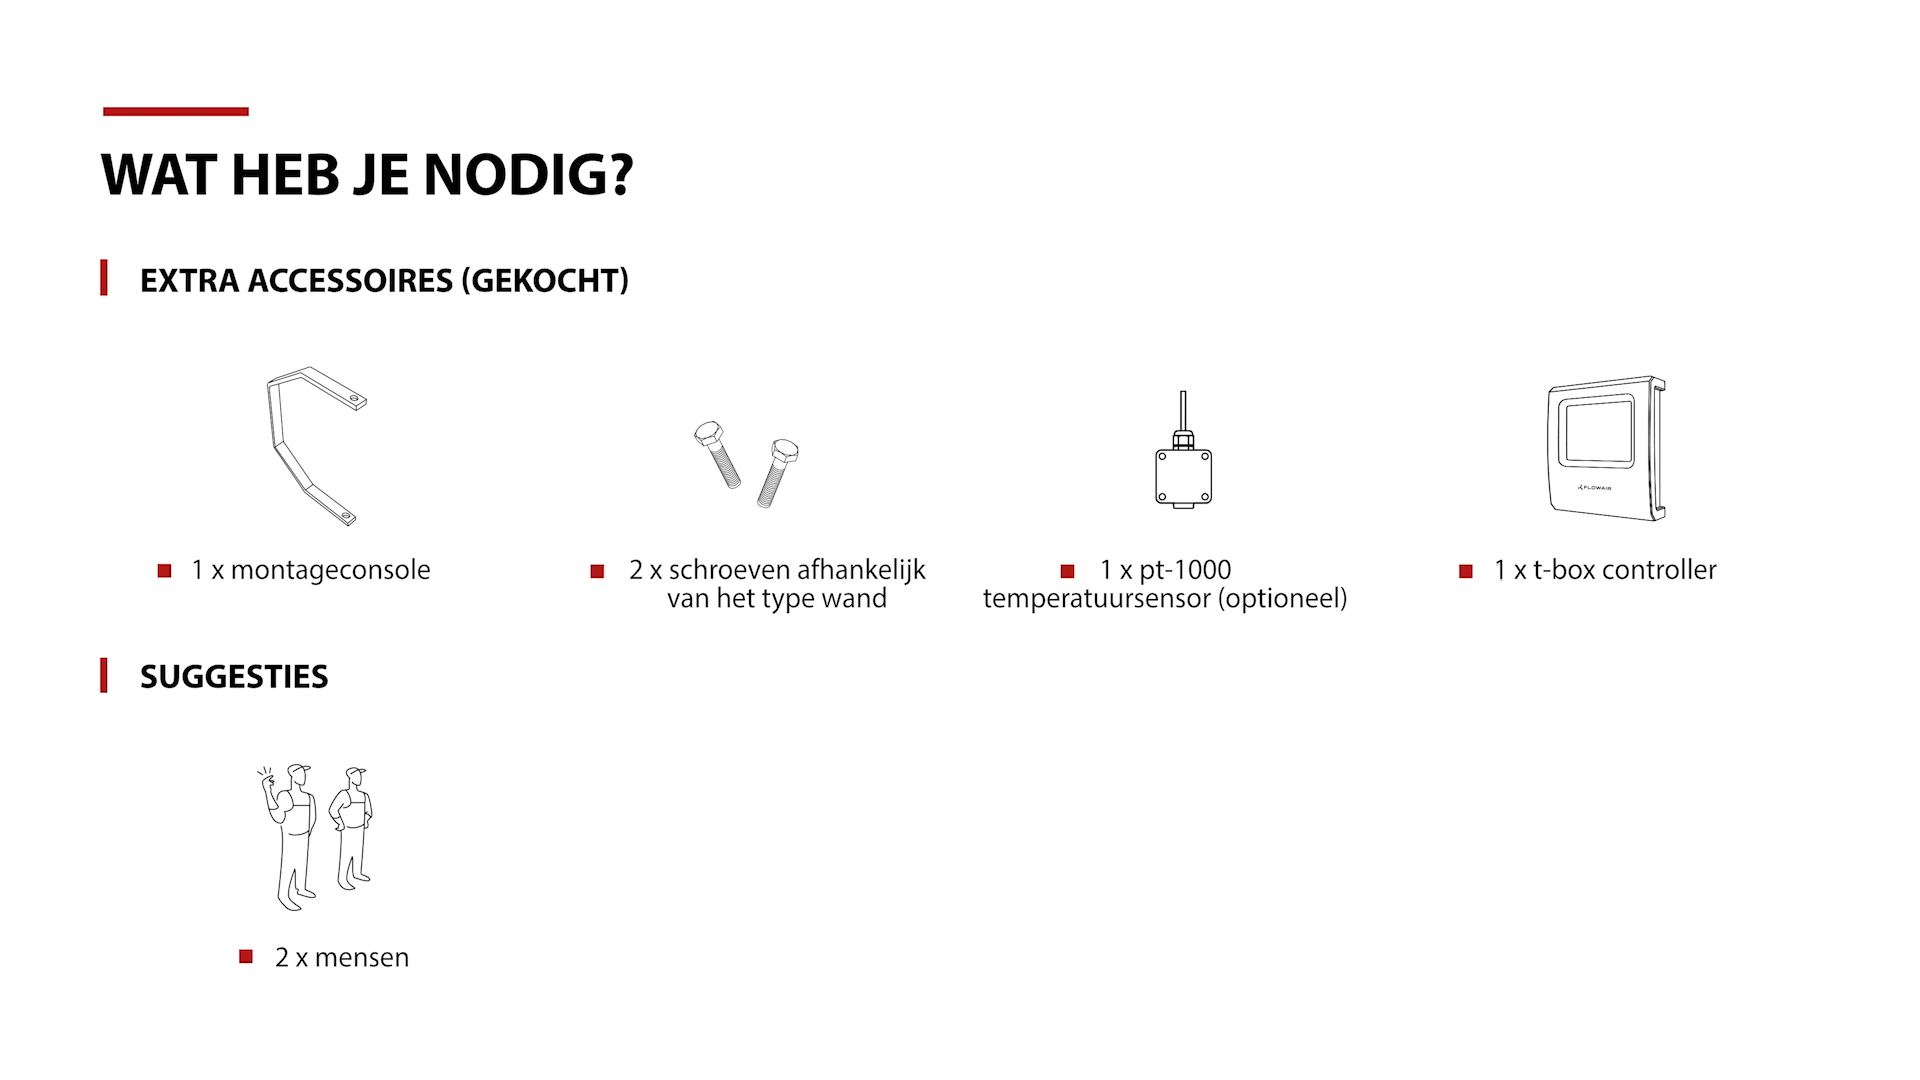 WAT HEB JE NODIG?
EXTRA ACCESSOIRES (GEKOCHT)
FLOWAIR
1 x montageconsole
2 x schroeven afhankelijk
van het type wand
1 x pt-1000
temperatuursensor (optioneel)
1 x t-box controller
SUGGESTIES
2 x mensen